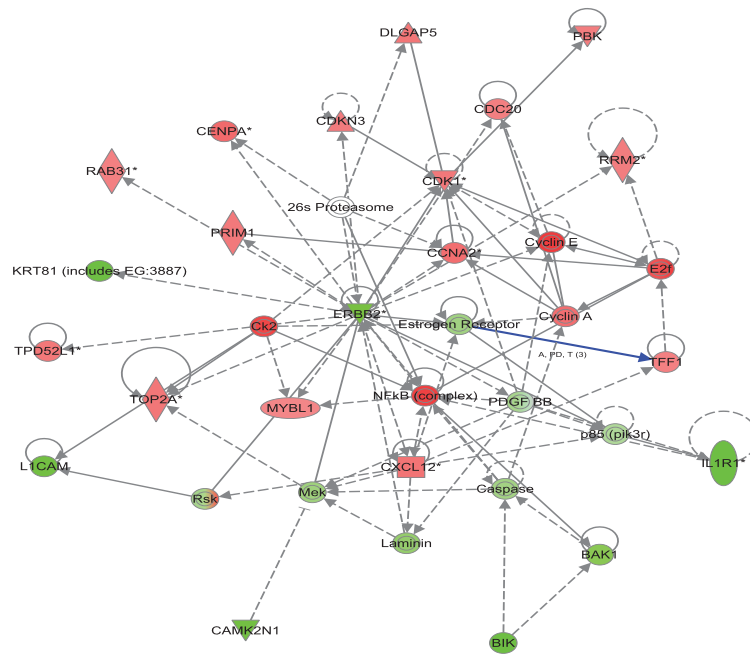 DLGAP5
PBK
CDC20
CDKN3
CENPA*
RRM2*
RAB31*
CDK1*
26s Proteasome
PRIM1
Cyclin E
CCNA2*
KRT81 (includes EG:3887)
E2f
ERBB2*
Estrogen Receptor
Cyclin A
Ck2
TPD52L1*
A, PD, T (3)
TFF1
TOP2A*
NFkB (complex)
PDGF BB
MYBL1
p85 (pik3r)
L1CAM
CXCL12*
IL1R1*
Rsk
Mek
Caspase
Laminin
BAK1
CAMK2N1
BIK